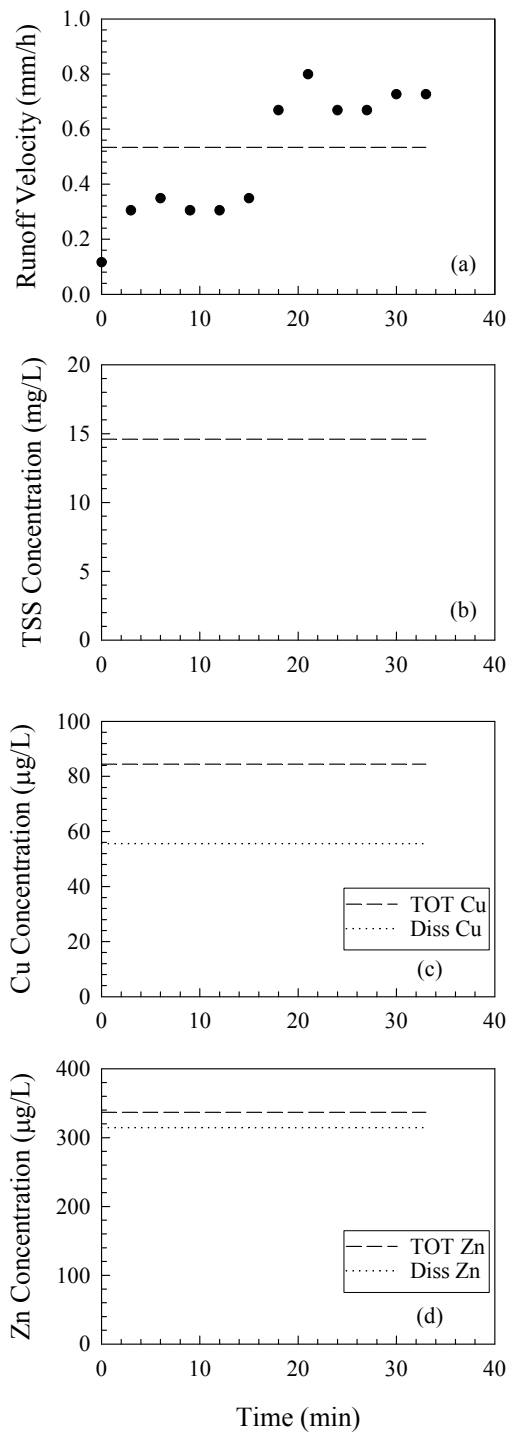 Runoff Velocity (mm/h)
1.0
0.8
0.6
0.4
0.2
0.0
(a)
0 10 20 30 40
TSS Concentration (mg/L)
20
15
10
5
0
(b)
0 10 20 30 40
Cu Concentration (µg/L)
100
80
60
40
20
0
TOT Cu
Diss Cu
(c)
0 10 20 30 40
Zn Concentration (µg/L)
400
300
200
100
0
TOT Zn
Diss Zn
(d)
0 10 20 30 40
Time (min)